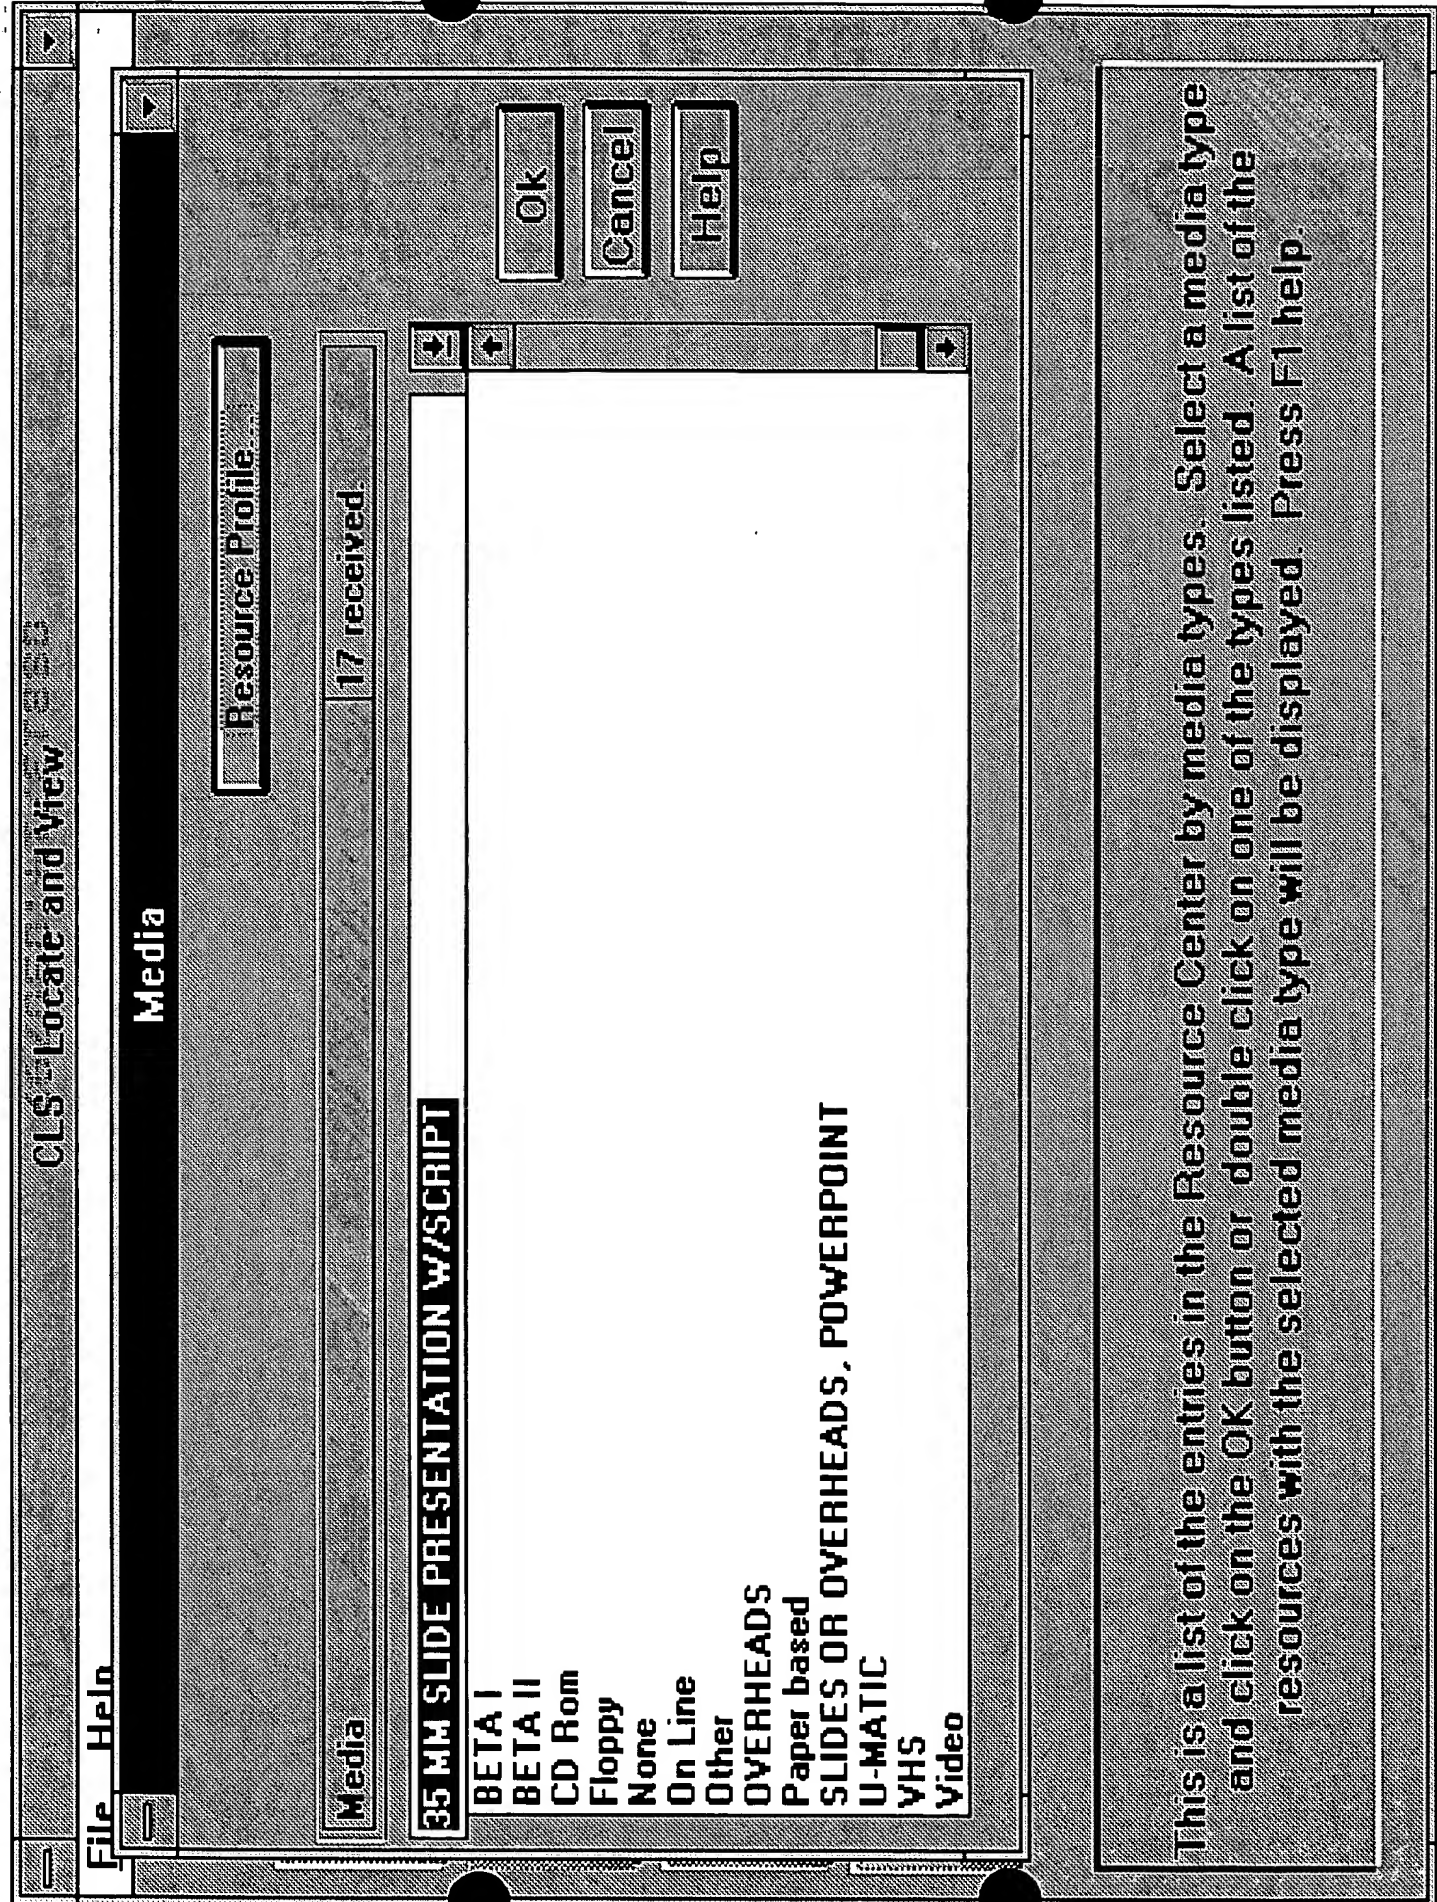 CLS - Locate and View
File Help
Media
Resource Profile...
Media 17 received.
35 MM SLIDE PRESENTATION W/SCRIPT
BETA I
BETA II
CD Rom
Floppy
None
On Line
Other
OVERHEADS
Paper based
SLIDES OR OVERHEADS, POWERPOINT
U-MATIC
VHS
Video
Ok
Cancel
Help
This is a list of the entries in the Resource Center by media types. Select a media type
and click on the OK button or double click on one of the types listed. A list of the
resources with the selected media type will be displayed. Press F1 help.